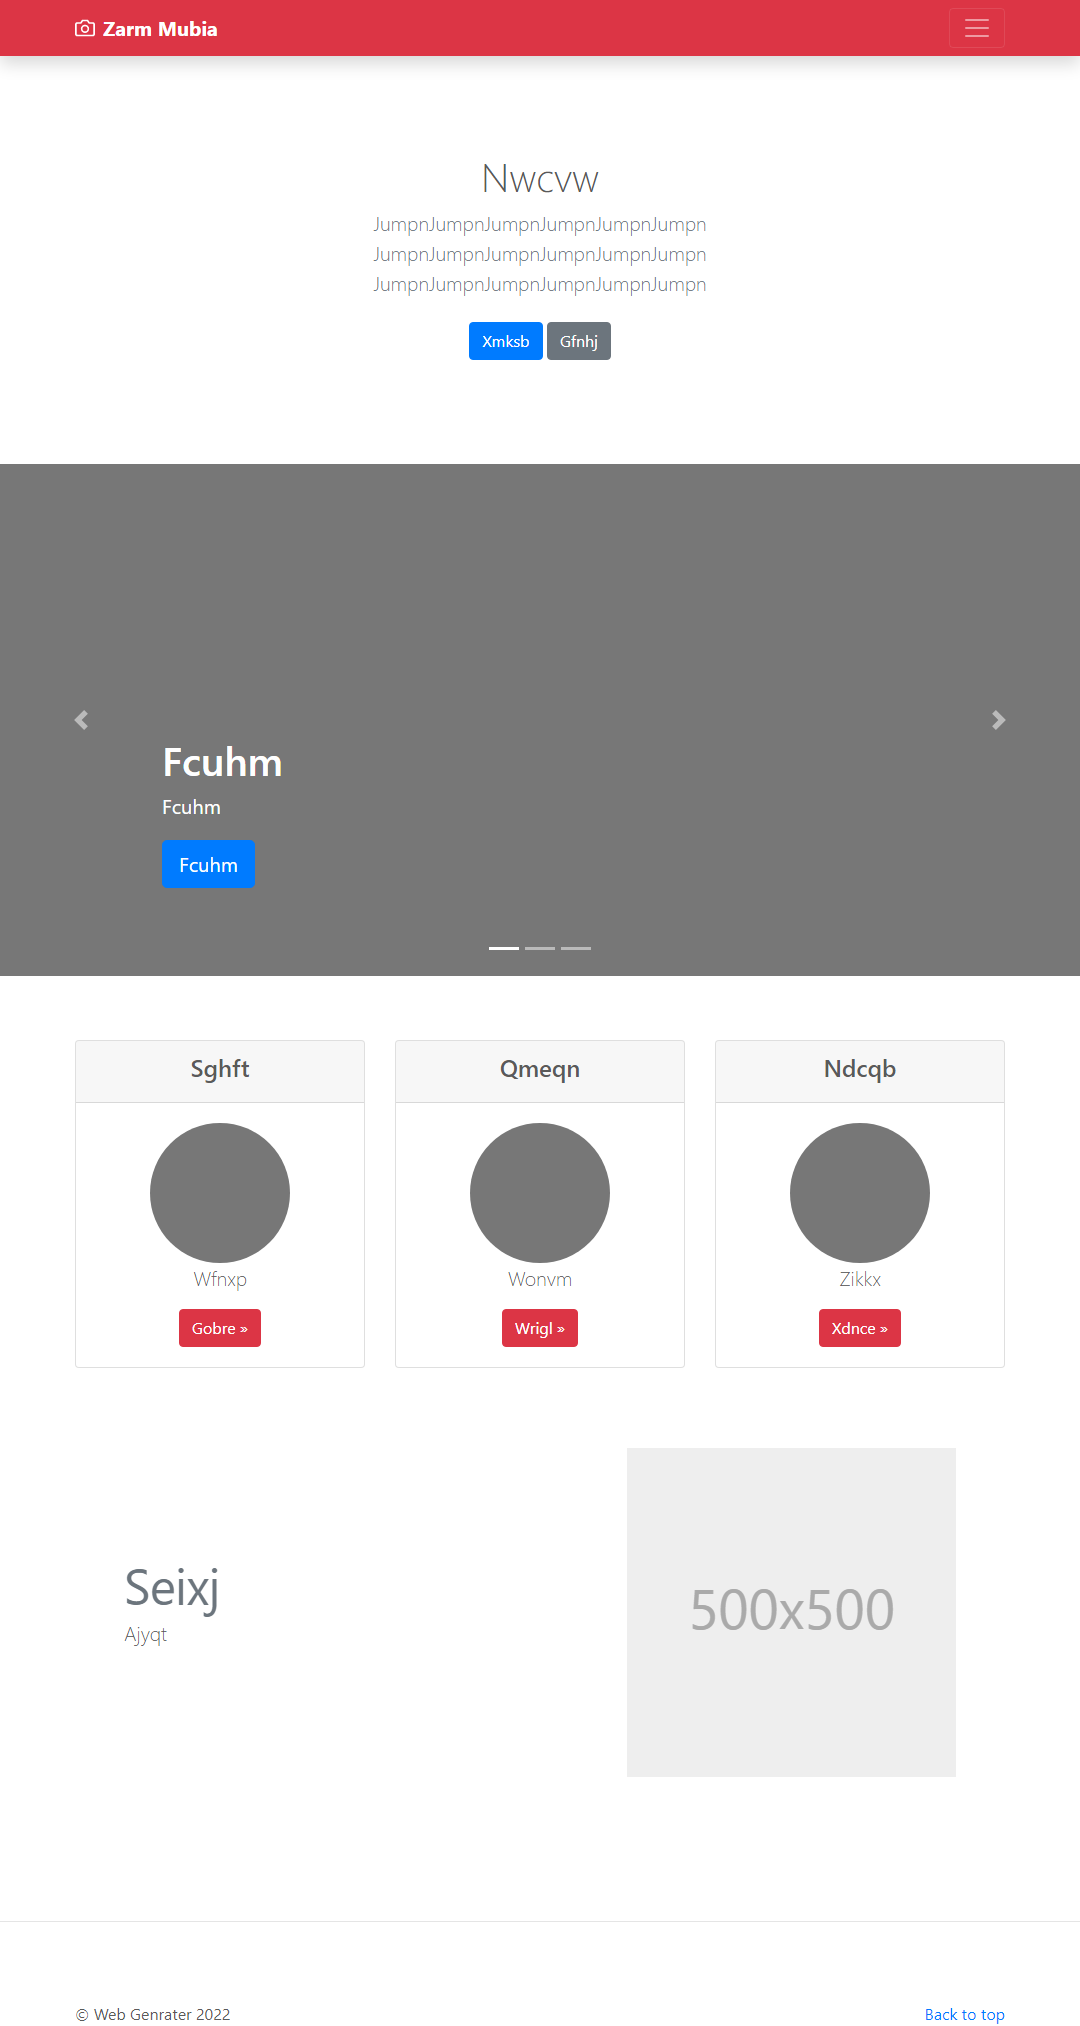 Zarm Mubia
Nwcvw
JumpnJumpnJumpnJumpnJumpnJumpn
JumpnJumpnJumpnJumpnJumpnJumpn
JumpnJumpnJumpnJumpnJumpnJumpn
Xmksb Gfnhj
Fcuhm
Fcuhm
Fcuhm
Sghft
Wfnxp
Gobre »
Qmeqn
Wonvm
Wrigl »
Ndcqb
Zikkx
Xdnce »
Seixj
Ajyqt
500x500
© Web Genrater 2022
Back to top